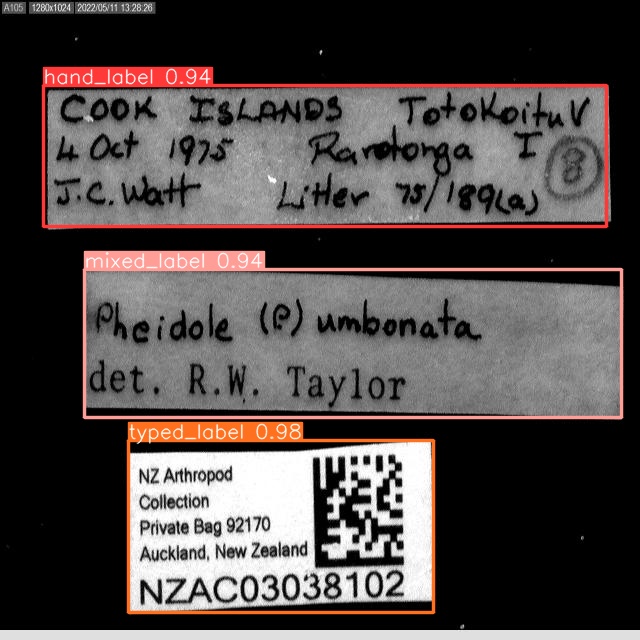 A105 1280x1024 2022/05/11 13:28:26
hand_label 0.94
COOK ISLANDS Totokoitu V
4 Oct 1975 Rarotonga I
8
J.C. Watt Litter 75/189(a)
mixed_label 0.94
Pheidole (P) umbonata
det. R.W. Taylor
typed_label 0.98
NZ Arthropod
Collection
Private Bag 92170
Auckland, New Zealand
NZAC03038102